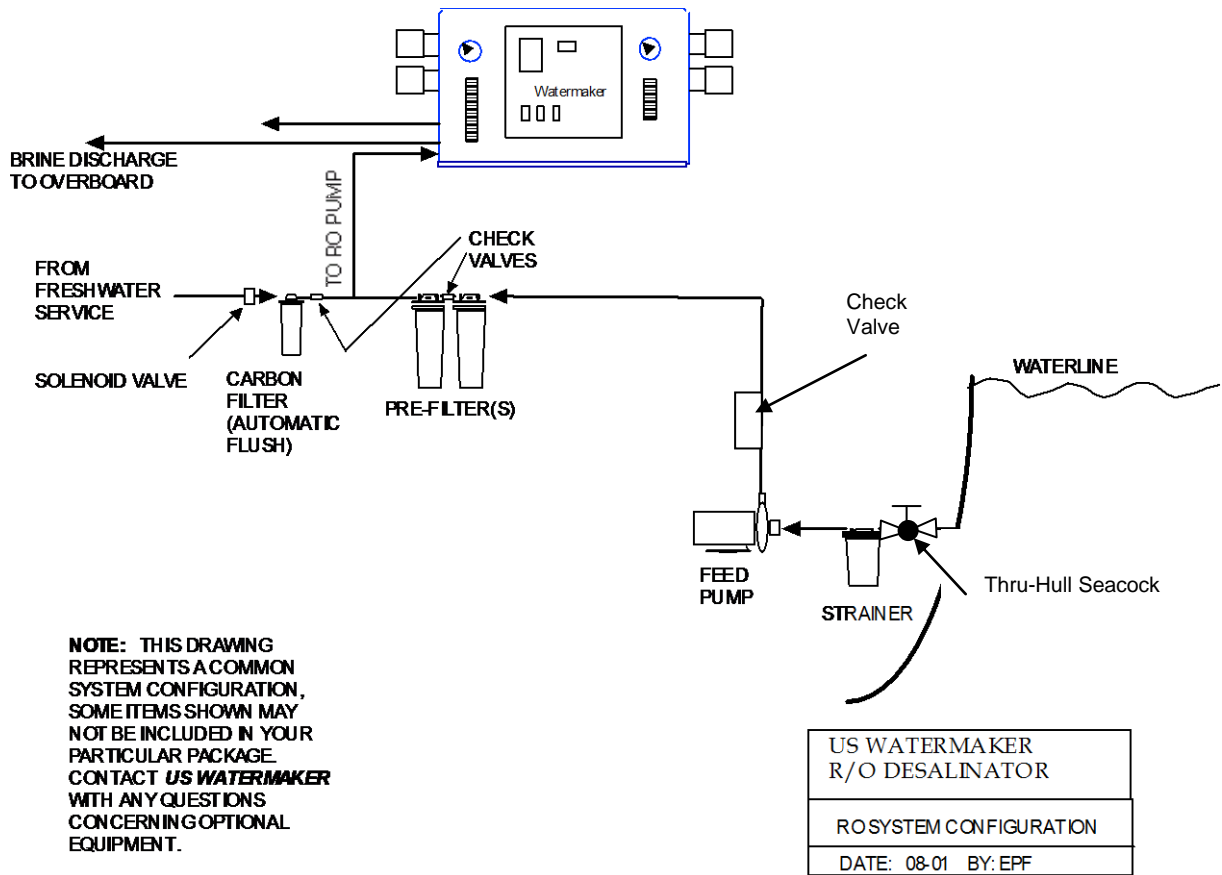 Watermaker
BRINE DISCHARGE
TO OVERBOARD
TO RO PUMP
CHECK
VALVES
FROM
FRESHWATER
SERVICE
SOLENOID VALVE
CARBON
FILTER
(AUTOMATIC
FLUSH)
PRE-FILTER(S)
Check
Valve
WATERLINE
FEED
PUMP
STRAINER
Thru-Hull Seacock
NOTE: THIS DRAWING
REPRESENTS A COMMON
SYSTEM CONFIGURATION,
SOME ITEMS SHOWN MAY
NOT BE INCLUDED IN YOUR
PARTICULAR PACKAGE.
CONTACT US WATERMAKER
WITH ANY QUESTIONS
CONCERNING OPTIONAL
EQUIPMENT.
US WATERMAKER
R/O DESALINATOR
RO SYSTEM CONFIGURATION
DATE: 08-01 BY: EPF